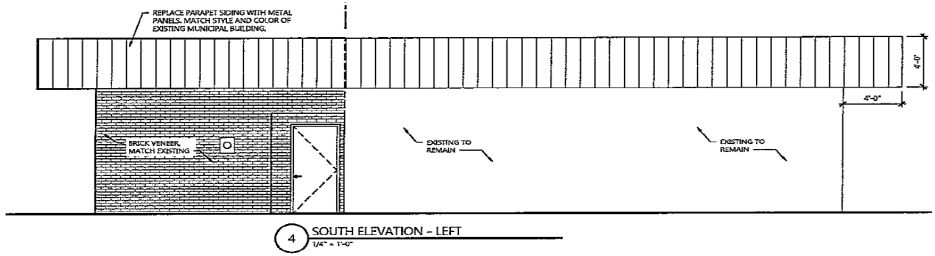 REPLACE PARAPET SIDING WITH METAL
PANELS. MATCH STYLE AND COLOR OF
EXISTING MUNICIPAL BUILDING.
4'-0"
4'-0"
BRICK VENEER,
MATCH EXISTING
EXISTING TO
REMAIN
EXISTING TO
REMAIN
4
SOUTH ELEVATION - LEFT
1/4" = 1'-0"